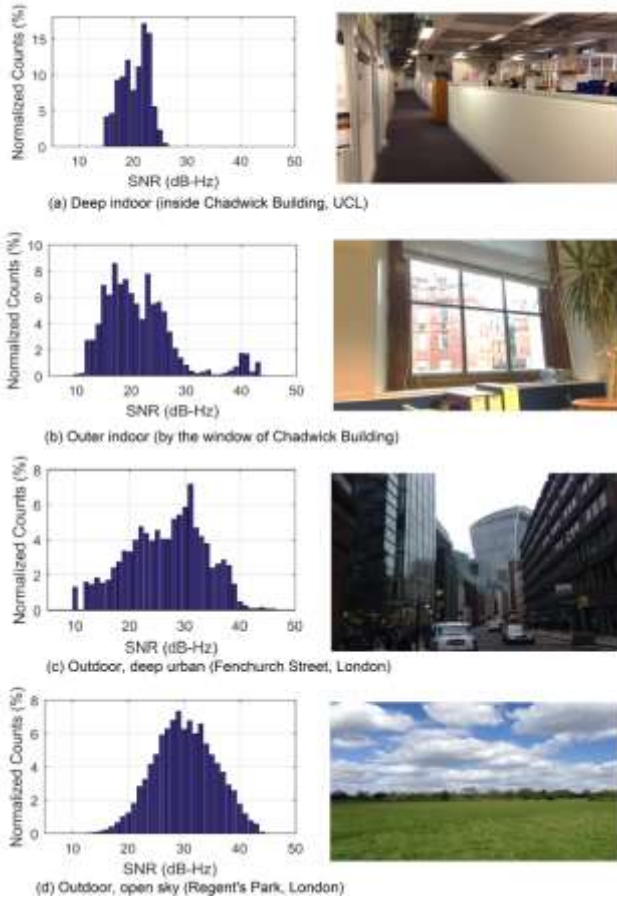 Normalized Counts (%)
15
10
5
0
10 20 30 40 50
SNR (dB-Hz)
(a) Deep indoor (inside Chadwick Building, UCL)
Normalized Counts (%)
10
8
6
4
2
0
10 20 30 40 50
SNR (dB-Hz)
(b) Outer indoor (by the window of Chadwick Building)
Normalized Counts (%)
8
6
4
2
0
10 20 30 40 50
SNR (dB-Hz)
(c) Outdoor, deep urban (Fenchurch Street, London)
Normalized Counts (%)
8
6
4
2
0
10 20 30 40 50
SNR (dB-Hz)
(d) Outdoor, open sky (Regent's Park, London)